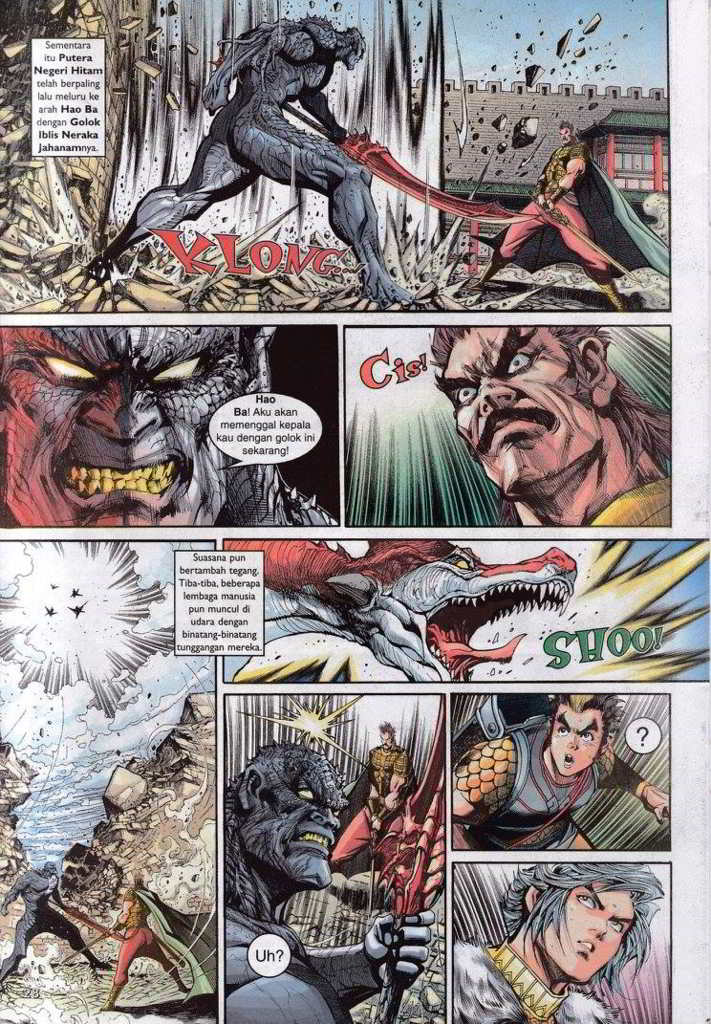 Sementara
itu Putera
Negeri Hitam
telah berpaling
lalu meluru ke
arah Hao Ba
dengan Golok
Iblis Neraka
Jahanamnya.
KLONG
Hao
Ba! Aku akan
memenggal kepala
kau dengan golok ini
sekarang!
Cis!
Suasana pun
bertambah tegang.
Tiba-tiba, beberapa
lembaga manusia
pun muncul di
udara dengan
binatang-binatang
tunggangan mereka.
SHOO!
Uh?
?